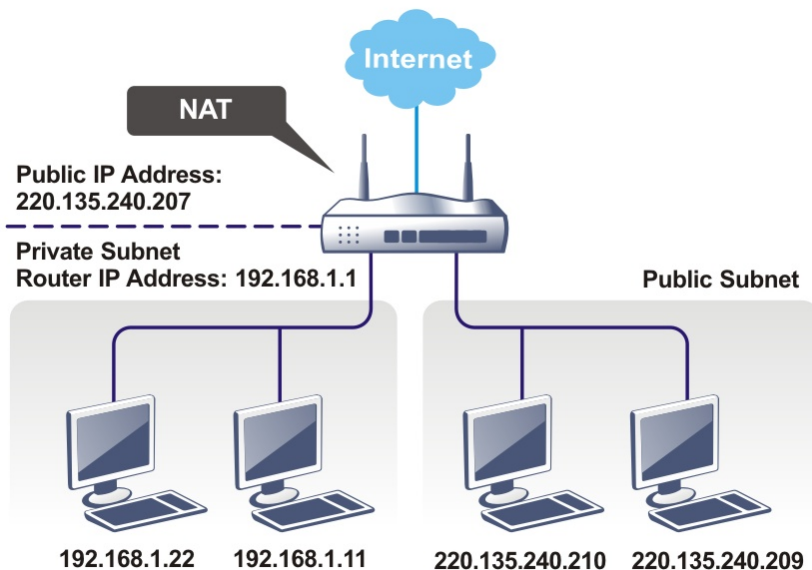 Internet
NAT
Public IP Address:
220.135.240.207
Private Subnet
Router IP Address: 192.168.1.1
Public Subnet
192.168.1.22
192.168.1.11
220.135.240.210
220.135.240.209